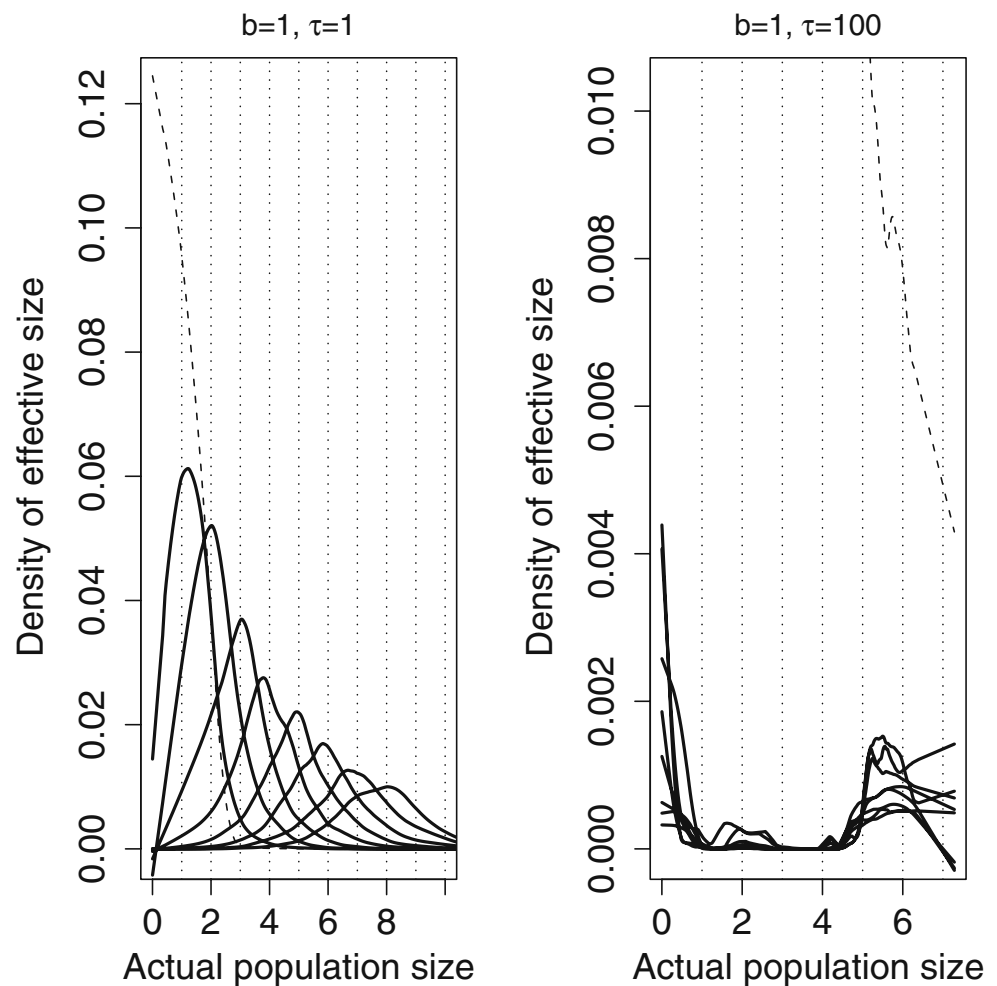 b=1, τ=1
Density of effective size
0.12
0.10
0.08
0.06
0.04
0.02
0.00
0 2 4 6 8
Actual population size
b=1, τ=100
Density of effective size
0.010
0.008
0.006
0.004
0.002
0.000
0 2 4 6
Actual population size